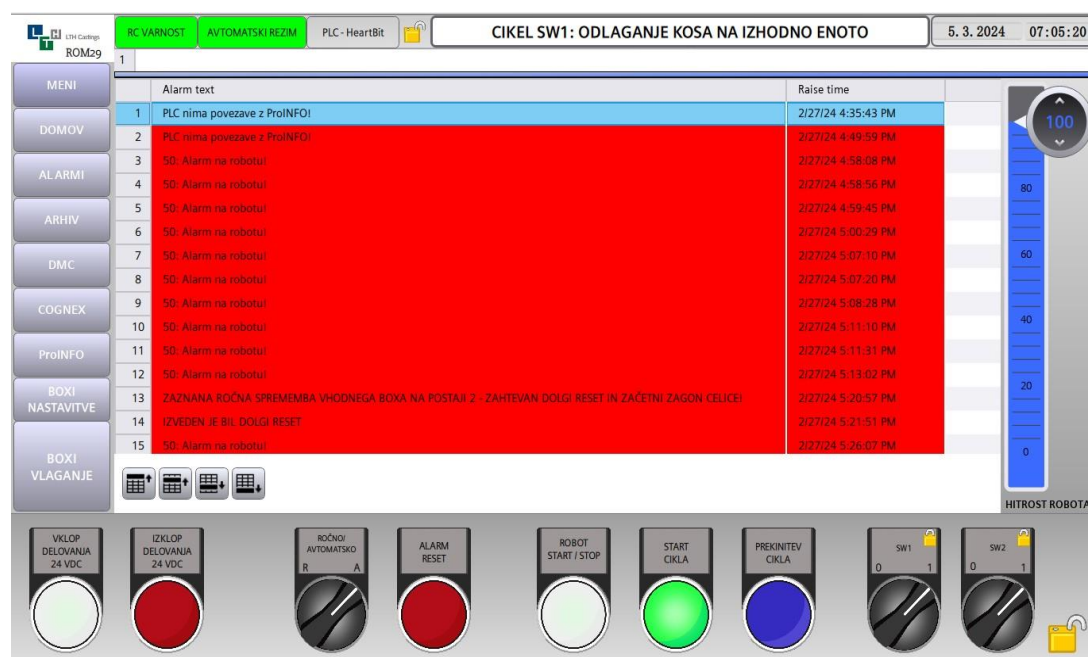 LTH Castings
ROM29
RC VARNOST
AVTOMATSKI REZIM
PLC - HeartBit
CIKEL SW1: ODLAGANJE KOSA NA IZHODNO ENOTO
5. 3. 2024 07:05:20
1
MENI
DOMOV
ALARMI
ARHIV
DMC
COGNEX
ProINFO
BOXI
NASTAVITVE
BOXI
VLAGANJE
Alarm text Raise time
1 PLC nima povezave z ProINFO! 2/27/24 4:35:43 PM
2 PLC nima povezave z ProINFO! 2/27/24 4:49:59 PM
3 50: Alarm na robotu! 2/27/24 4:58:08 PM
4 50: Alarm na robotu! 2/27/24 4:58:56 PM
5 50: Alarm na robotu! 2/27/24 4:59:45 PM
6 50: Alarm na robotu! 2/27/24 5:00:29 PM
7 50: Alarm na robotu! 2/27/24 5:07:10 PM
8 50: Alarm na robotu! 2/27/24 5:07:20 PM
9 50: Alarm na robotu! 2/27/24 5:08:28 PM
10 50: Alarm na robotu! 2/27/24 5:11:10 PM
11 50: Alarm na robotu! 2/27/24 5:11:31 PM
12 50: Alarm na robotu! 2/27/24 5:13:02 PM
13 ZAZNANA ROČNA SPREMEMBA VHODNEGA BOXA NA POSTAJI 2 - ZAHTEVAN DOLGI RESET IN ZAČETNI ZAGON CELICE! 2/27/24 5:20:57 PM
14 IZVEDEN JE BIL DOLGI RESET 2/27/24 5:21:51 PM
15 50: Alarm na robotu! 2/27/24 5:26:07 PM
100
80
60
40
20
0
HITROST ROBOTA
VKLOP
DELOVANJA
24 VDC
IZKLOP
DELOVANJA
24 VDC
ROČNO/
AVTOMATSKO
R A
ALARM
RESET
ROBOT
START / STOP
START
CIKLA
PREKINITEV
CIKLA
SW1
0 1
SW2
0 1